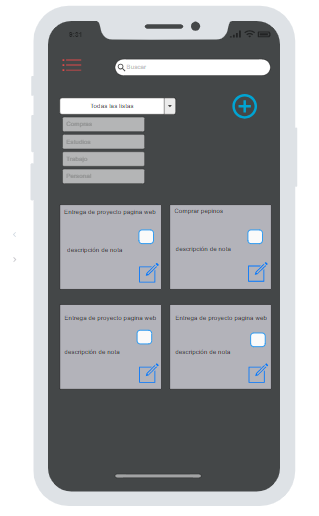 8:21
Buscar
Todas las listas
Compras
Estudios
Trabajo
Personal
Entrega de proyecto pagina web
Comprar pepinos
descripción de nota
descripción de nota
Entrega de proyecto pagina web
Entrega de proyecto pagina web
descripción de nota
descripción de nota